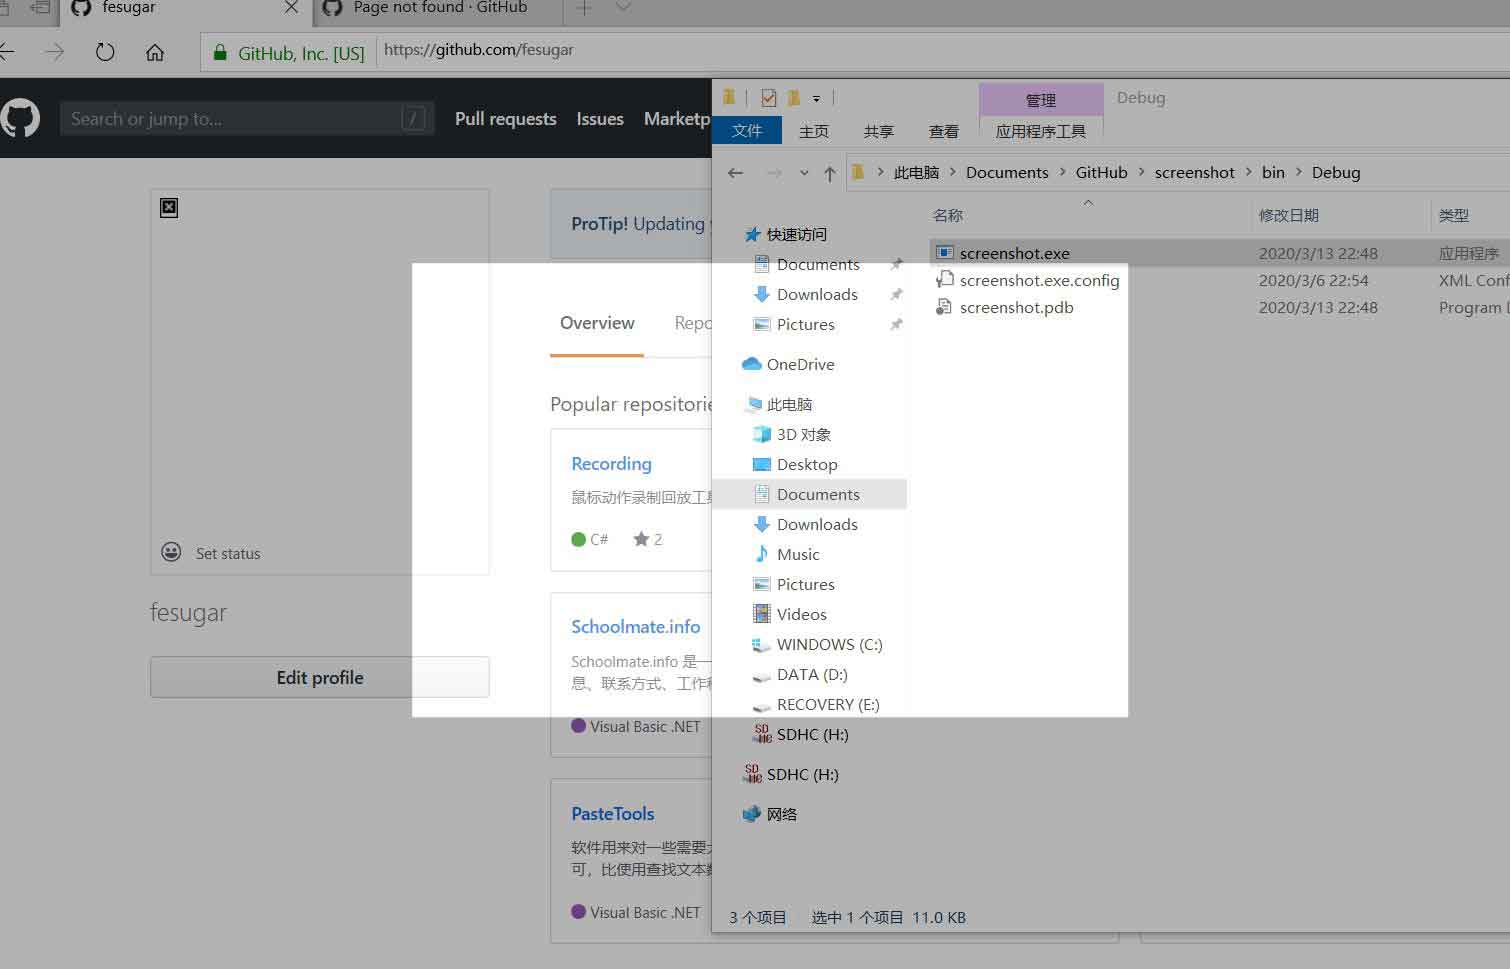 fesugar
Page not found · GitHub
GitHub, Inc. [US]
https://github.com/fesugar
Search or jump to...
/
Pull requests
Issues
Set status
fesugar
Edit profile
ProTip! Updating
Overview
Popular
Recording
鼠标动作录制回放
C#
2
Schoolmate.info
Schoolmate.info 是一
息、联系方式、工作
Visual Basic .NET
PasteTools
软件用来对一些需要
可，比使用查找文本
Visual Basic .NET
管理
Debug
文件
主页
共享
查看
应用程序工具
此电脑
Documents
GitHub
screenshot
bin
Debug
快速访问
Documents
Downloads
Pictures
OneDrive
此电脑
3D 对象
Desktop
Documents
Downloads
Music
Pictures
Videos
WINDOWS (C:)
DATA (D:)
RECOVERY (E:)
SDHC (H:)
SDHC (H:)
网络
名称 修改日期 类型
screenshot.exe 2020/3/13 22:48 应用程序
screenshot.exe.config 2020/3/6 22:54 XML
screenshot.pdb 2020/3/13 22:48 Program
3 个项目 选中 1 个项目 11.0 KB